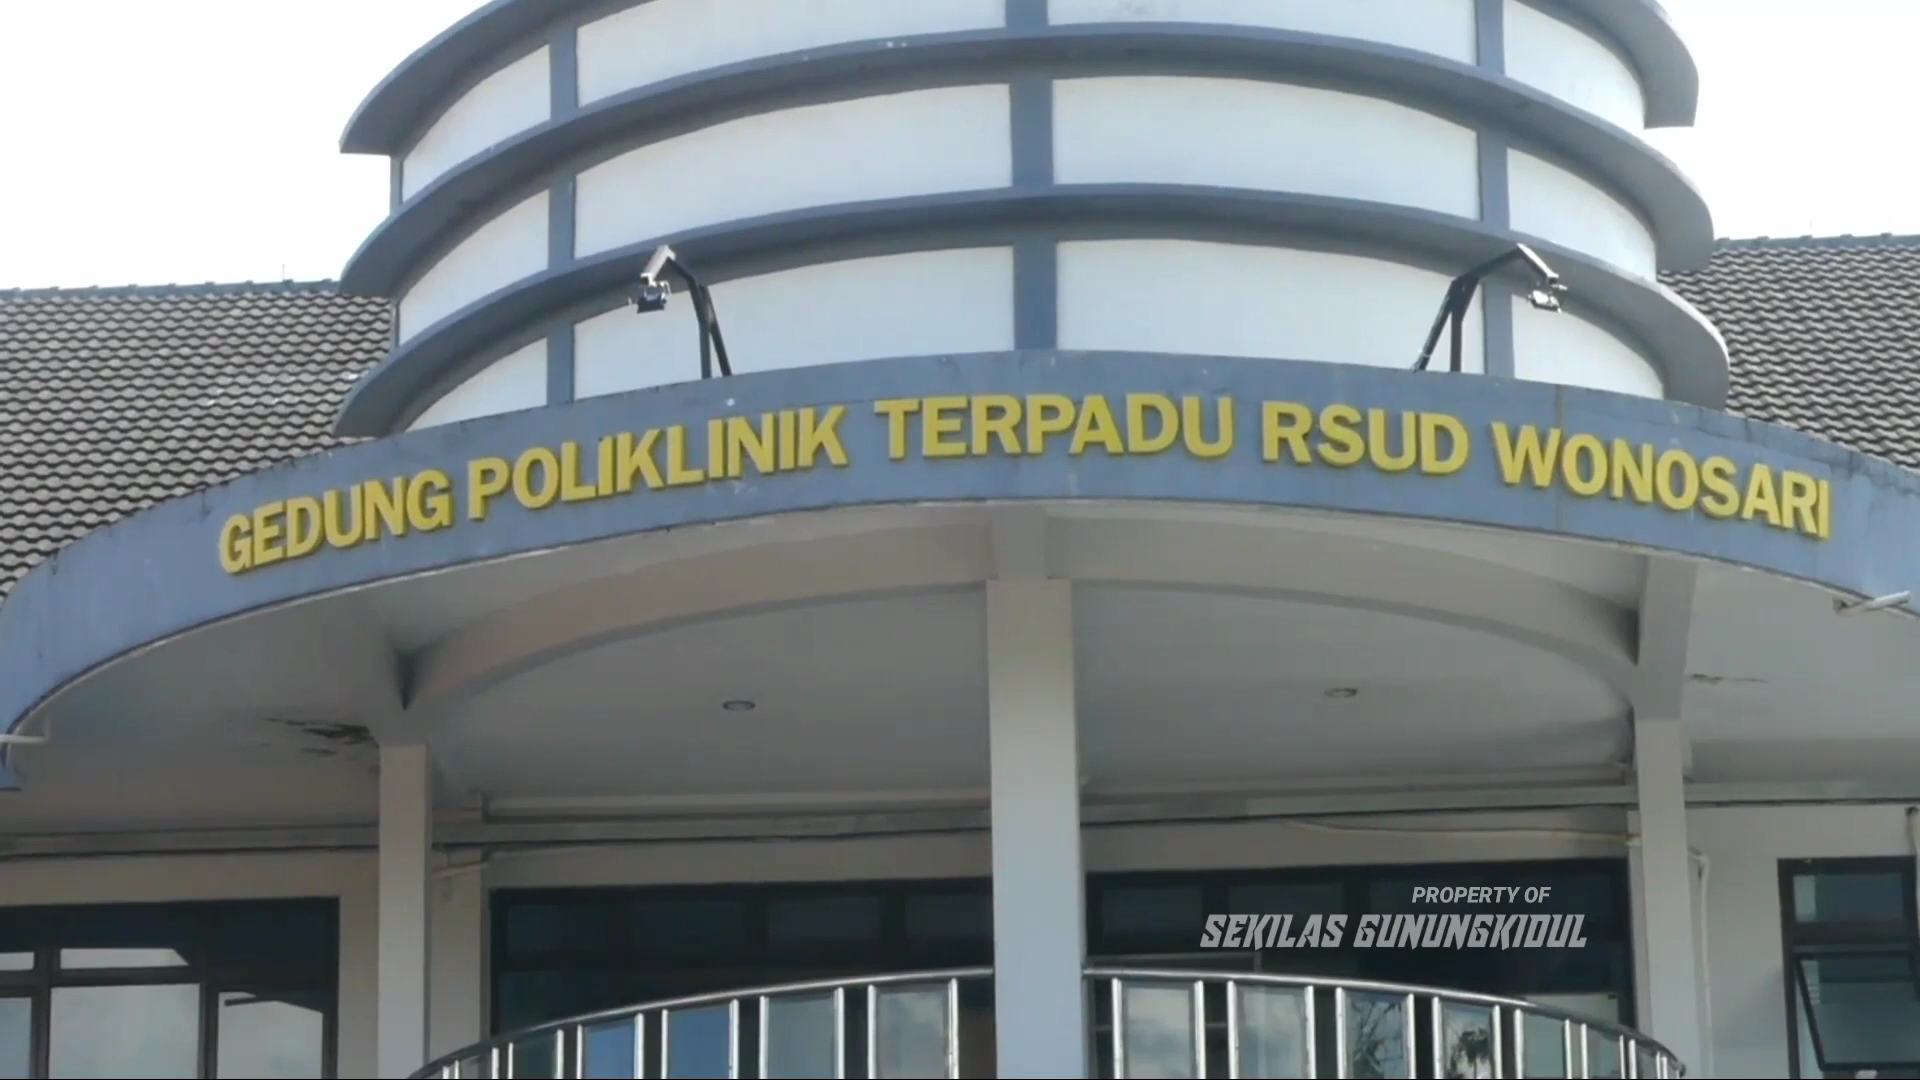 GEDUNG POLIKLINIK TERPADU RSUD WONOSARI
PROPERTY OF
SEKILAS GUNUNGKIDUL